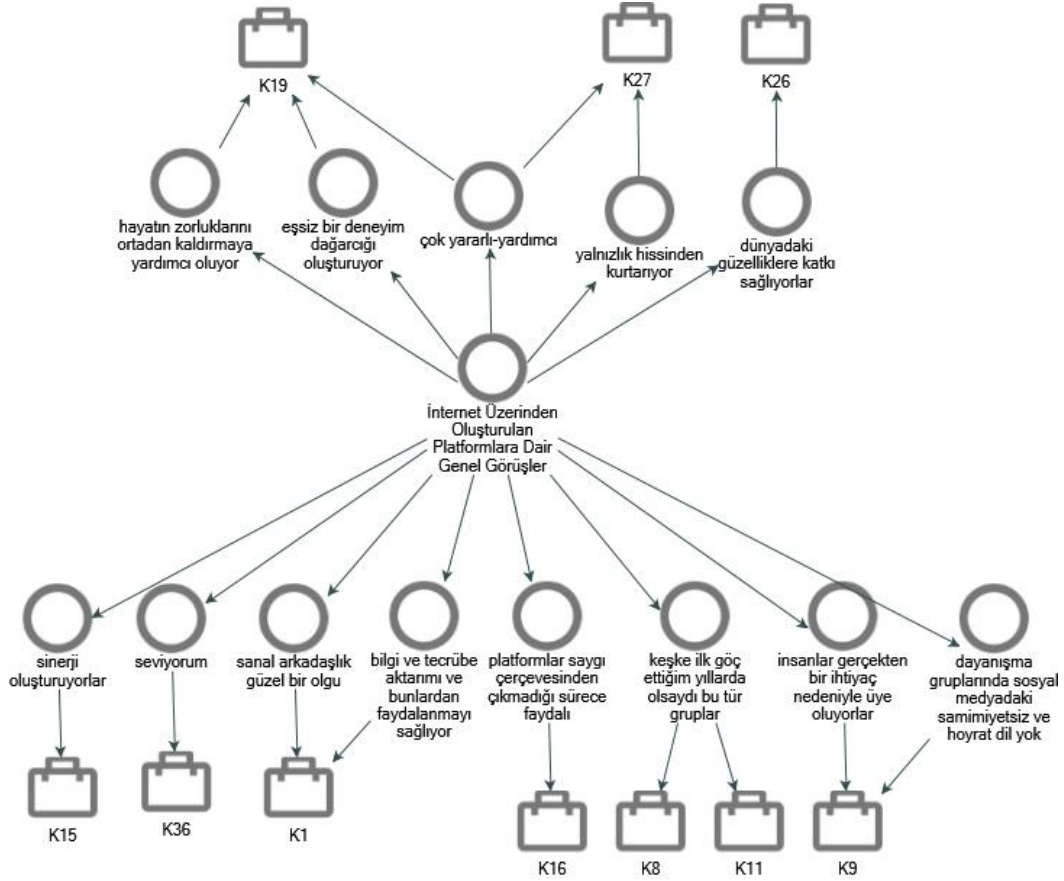 K19
K27
K26
hayatın zorluklarını
ortadan kaldırmaya
yardımcı oluyor
eşsiz bir deneyim
dağarcığı
oluşturuyor
çok yararlı-yardımcı
yalnızlık hissinden
kurtarıyor
dünyadaki
güzelliklere katkı
sağlıyorlar
İnternet Üzerinden
Oluşturulan
Platformlara Dair
Genel Görüşler
sinerji
oluşturuyorlar
seviyorum
sanal arkadaşlık
güzel bir olgu
bilgi ve tecrübe
aktarımı ve
bunlardan
faydalanmayı
sağlıyor
platformlar saygı
çerçevesinden
çıkmadığı sürece
faydalı
keşke ilk göç
ettiğim yıllarda
olsaydı bu tür
gruplar
insanlar gerçekten
bir ihtiyaç
nedeniyle üye
oluyorlar
dayanışma
gruplarında sosyal
medyadaki
samimiyetsiz ve
hoyrat dil yok
K15
K36
K1
K16
K8
K11
K9